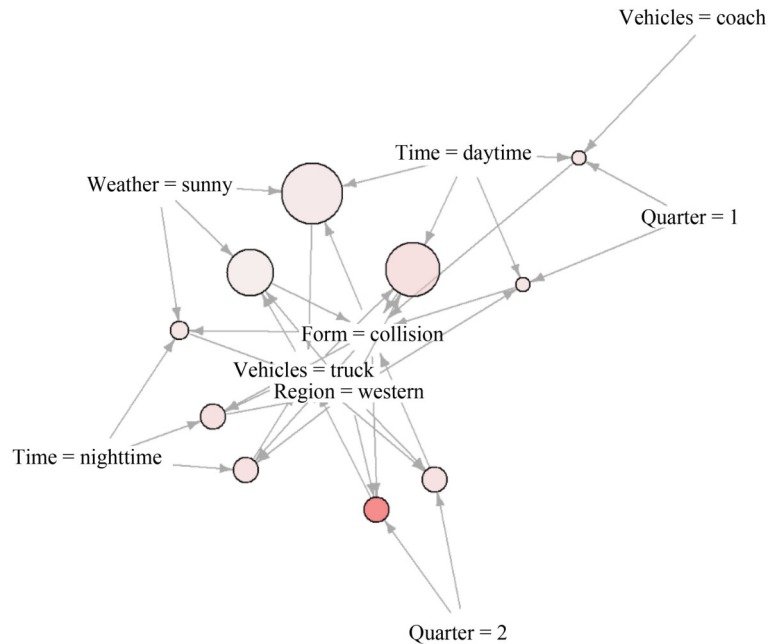 Vehicles = coach
Time = daytime
Weather = sunny
Quarter = 1
Form = collision
Vehicles = truck
Region = western
Time = nighttime
Quarter = 2